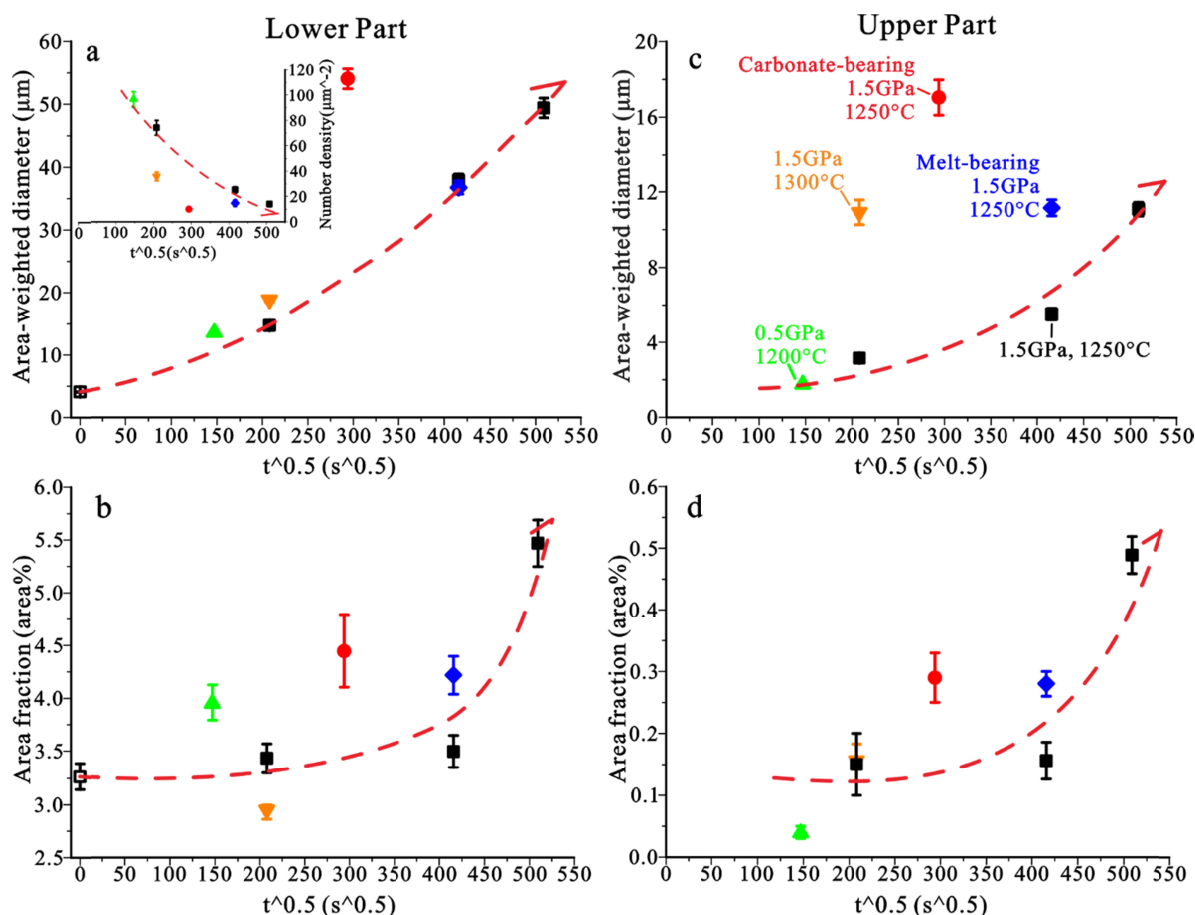 Lower Part
Upper Part
a
60
50
40
30
20
10
0
Area-weighted diameter (μm)
0 50 100 150 200 250 300 350 400 450 500 550
t^0.5 (s^0.5)
120
100
80
60
40
20
0
Number density(μm^-2)
0 100 200 300 400 500
t^0.5(s^0.5)
c
20
16
12
8
4
0
Area-weighted diameter (μm)
Carbonate-bearing
1.5GPa
1250°C
1.5GPa
1300°C
Melt-bearing
1.5GPa
1250°C
0.5GPa
1200°C
1.5GPa, 1250°C
0 50 100 150 200 250 300 350 400 450 500 550
t^0.5 (s^0.5)
b
6.0
5.5
5.0
4.5
4.0
3.5
3.0
2.5
Area fraction (area%)
0 50 100 150 200 250 300 350 400 450 500 550
t^0.5 (s^0.5)
d
0.6
0.5
0.4
0.3
0.2
0.1
0.0
Area fraction (area%)
0 50 100 150 200 250 300 350 400 450 500 550
t^0.5 (s^0.5)